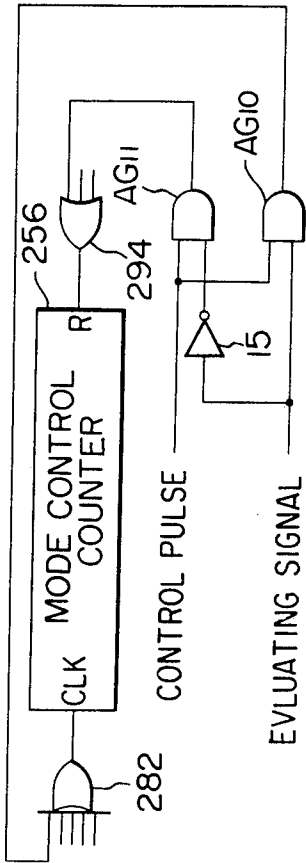 256
MODE CONTROL
COUNTER
CLK
R
282
294
AG11
AG10
15
CONTROL PULSE
EVLUATING SIGNAL